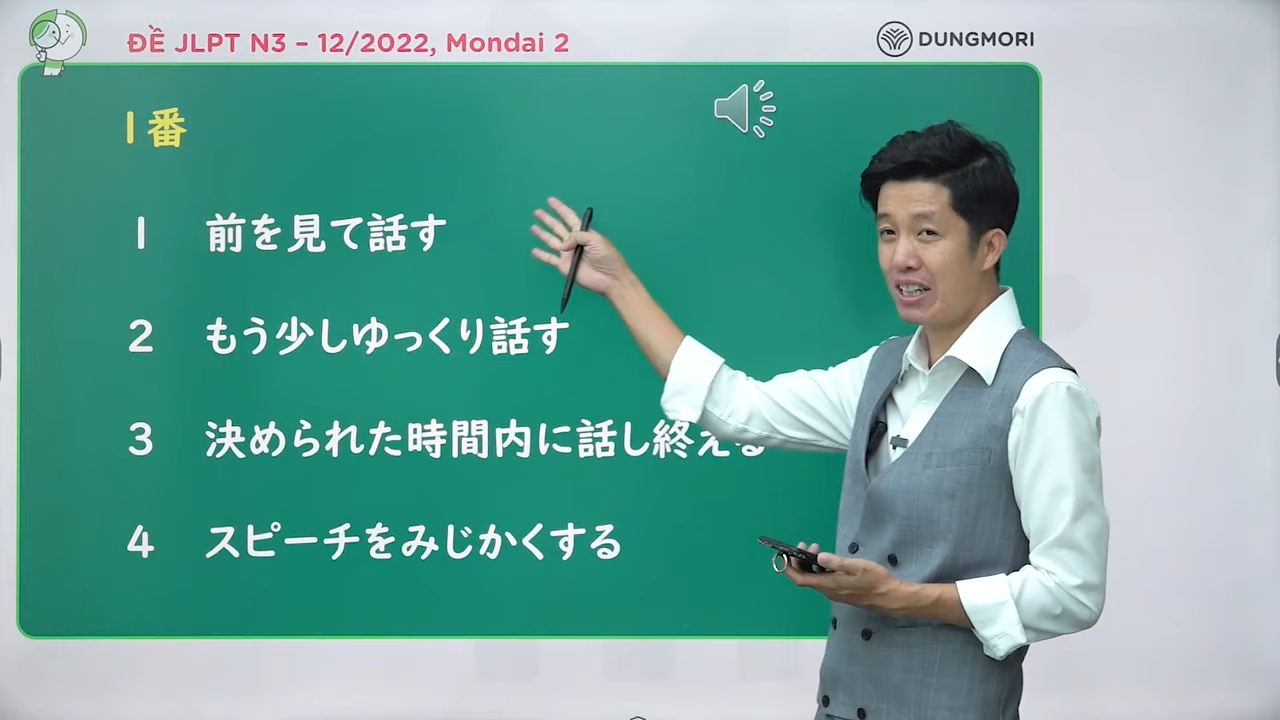 ĐỀ JLPT N3 – 12/2022, Mondai 2
DUNGMORI
1番
1 前を見て話す
2 もう少しゆっくり話す
3 決められた時間内に話し終える
4 スピーチをみじかくする